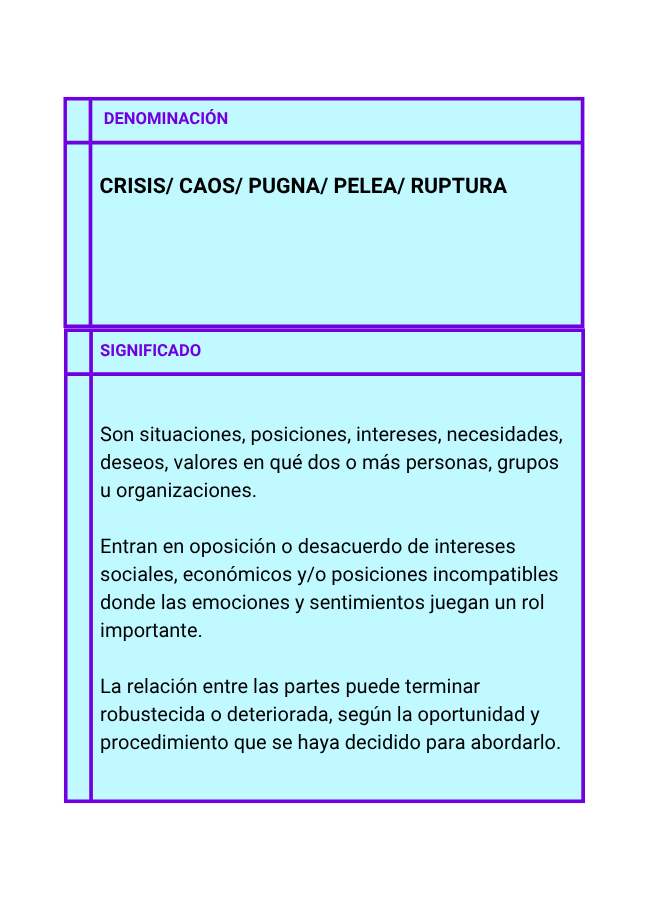 DENOMINACIÓN
CRISIS/ CAOS/ PUGNA/ PELEA/ RUPTURA
SIGNIFICADO
Son situaciones, posiciones, intereses, necesidades,
deseos, valores en qué dos o más personas, grupos
u organizaciones.
Entran en oposición o desacuerdo de intereses
sociales, económicos y/o posiciones incompatibles
donde las emociones y sentimientos juegan un rol
importante.
La relación entre las partes puede terminar
robustecida o deteriorada, según la oportunidad y
procedimiento que se haya decidido para abordarlo.